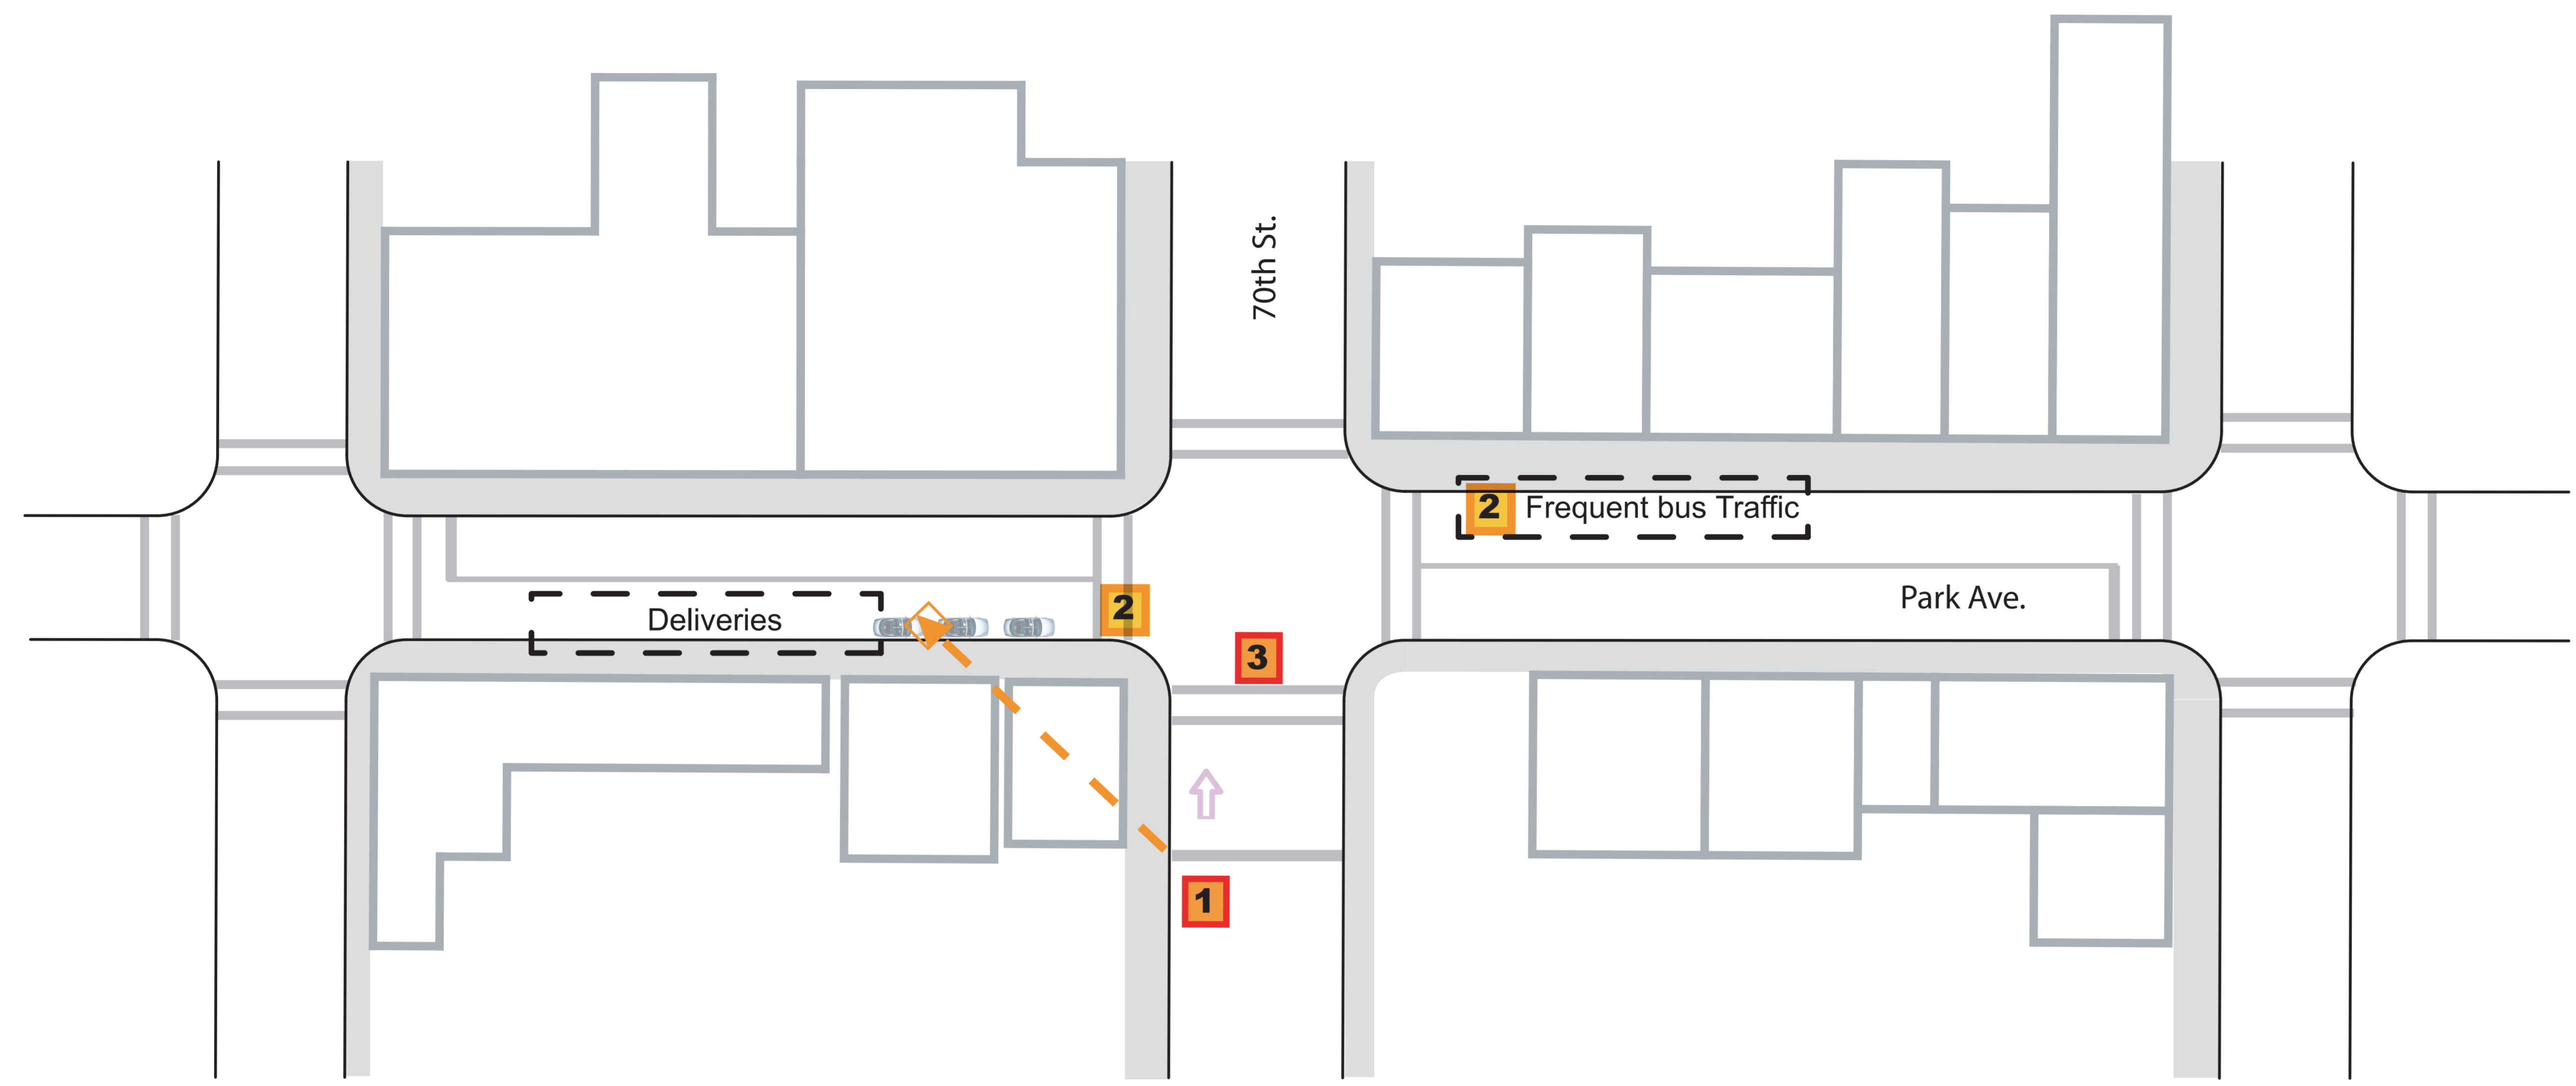 70th St.
2 Frequent bus Traffic
Park Ave.
Deliveries
2
3
1